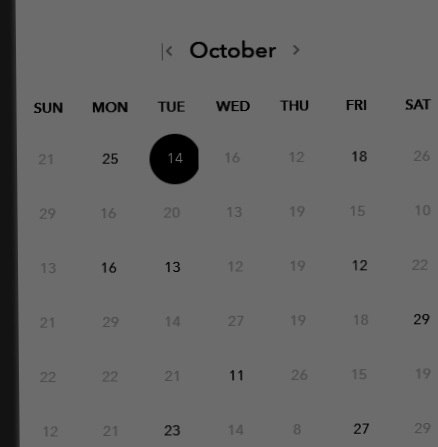 October
SUN MON TUE WED THU FRI SAT
21 25 14 16 12 18 26
29 16 20 13 19 15 10
13 16 13 12 19 12 22
21 29 14 27 19 18 29
22 22 21 11 26 15 19
12 21 23 14 8 27 29